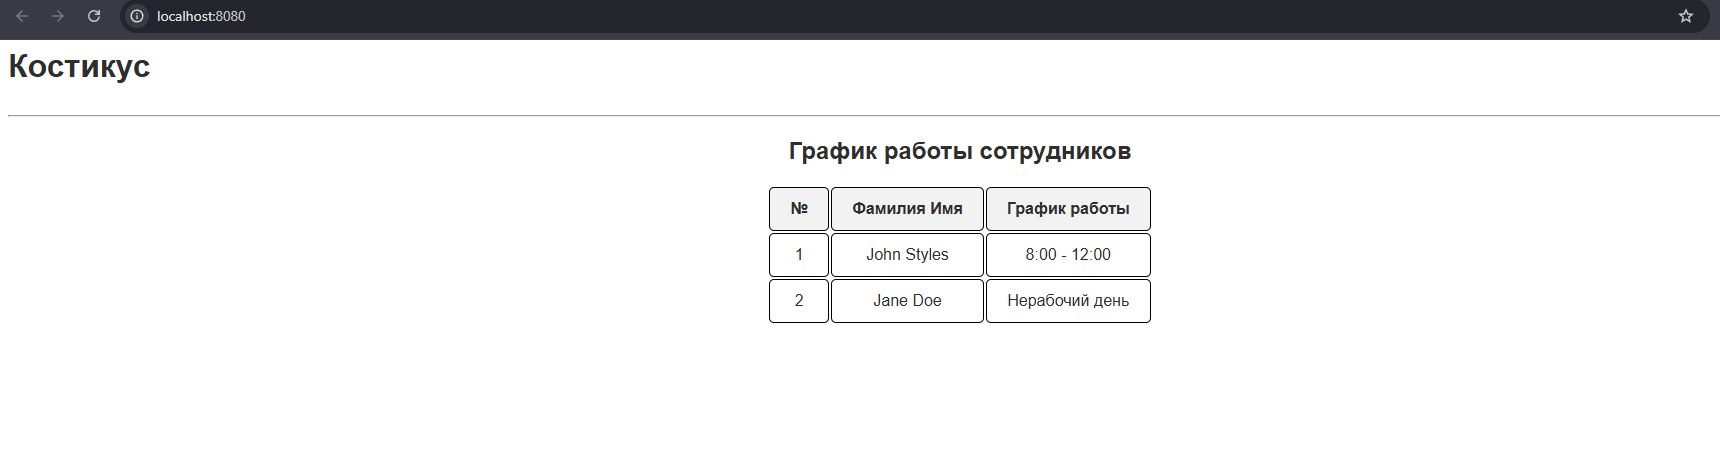 localhost:8080
Костикус
График работы сотрудников
№ Фамилия Имя График работы
1 John Styles 8:00 - 12:00
2 Jane Doe Нерабочий день